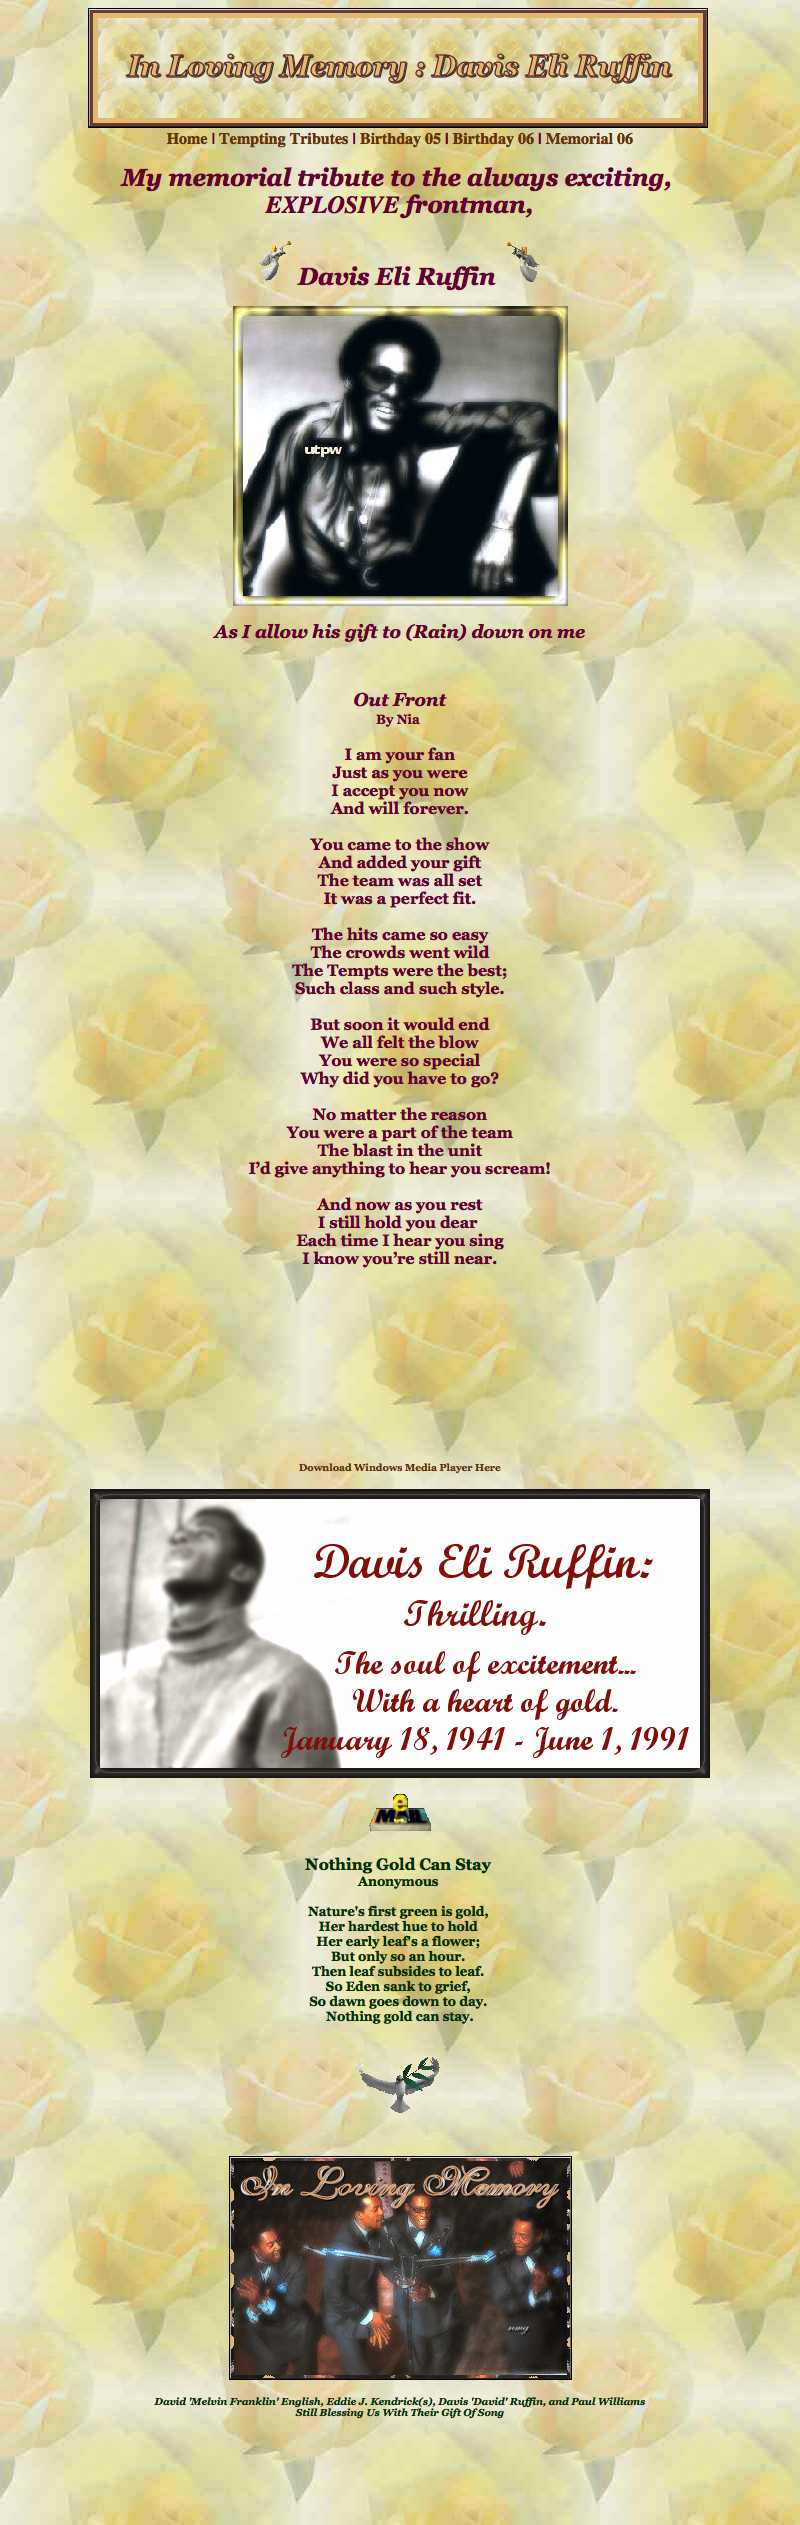 In Loving Memory : Davis Eli Ruffin
Home | Tempting Tributes | Birthday 05 | Birthday 06 | Memorial 06
My memorial tribute to the always exciting,
EXPLOSIVE frontman,
Davis Eli Ruffin
utpw
As I allow his gift to (Rain) down on me
Out Front
By Nia
I am your fan
Just as you were
I accept you now
And will forever.
You came to the show
And added your gift
The team was all set
It was a perfect fit.
The hits came so easy
The crowds went wild
The Tempts were the best;
Such class and such style.
But soon it would end
We all felt the blow
You were so special
Why did you have to go?
No matter the reason
You were a part of the team
The blast in the unit
I’d give anything to hear you scream!
And now as you rest
I still hold you dear
Each time I hear you sing
I know you’re still near.
Download Windows Media Player Here
Davis Eli Ruffin:
Thrilling.
The soul of excitement...
With a heart of gold.
January 18, 1941 - June 1, 1991
e
MAIL
Nothing Gold Can Stay
Anonymous
Nature's first green is gold,
Her hardest hue to hold
Her early leaf's a flower;
But only so an hour.
Then leaf subsides to leaf.
So Eden sank to grief,
So dawn goes down to day.
Nothing gold can stay.
In Loving Memory
David 'Melvin Franklin' English, Eddie J. Kendrick(s), Davis 'David' Ruffin, and Paul Williams
Still Blessing Us With Their Gift Of Song